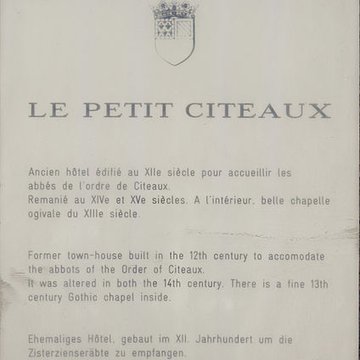 LE PETIT CITEAUX
Ancien hôtel édifié au XIIe siècle pour accueillir les
abbés de l'ordre de Citeaux.
Remanié au XIVe et XVe siècles. A l'intérieur, belle chapelle
ogivale du XIIIe siècle.
Former town-house built in the 12th century to accomodate
the abbots of the Order of Citeaux.
It was altered in both the 14th century. There is a fine 13th
century Gothic chapel inside.
Ehemaliges Hôtel, gebaut im XII. Jahrhundert um die
Zisterzienseräbte zu empfangen.